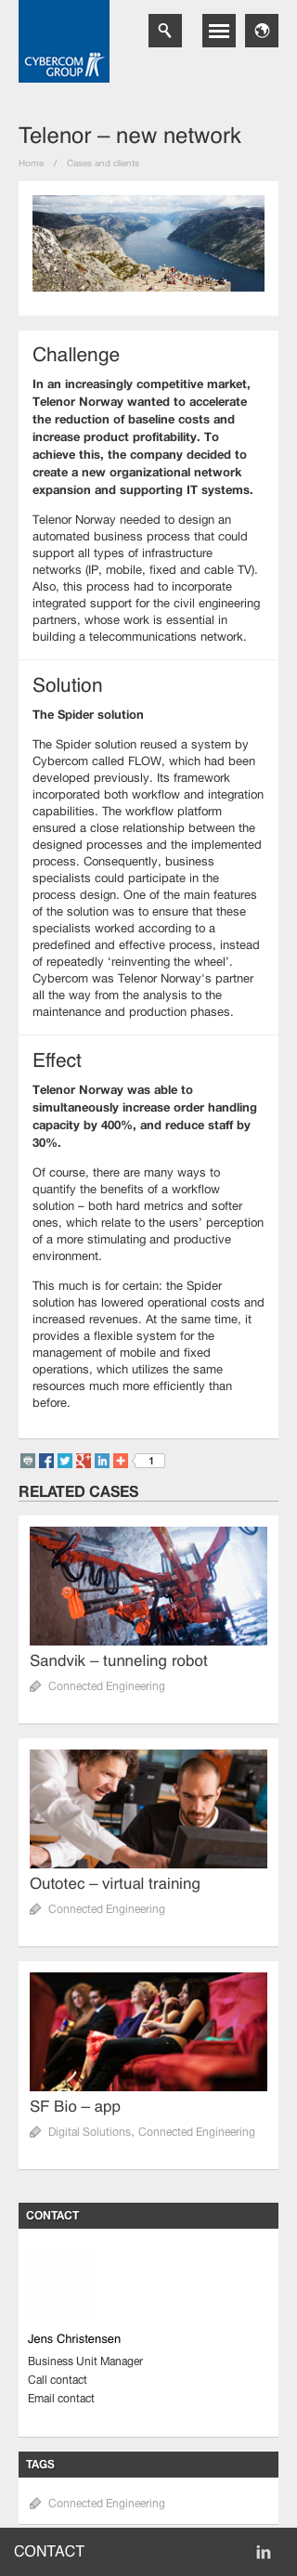 CYBERCOM
GROUP
Telenor – new network
Home / Cases and clients
Challenge
In an increasingly competitive market,
Telenor Norway wanted to accelerate
the reduction of baseline costs and
increase product profitability. To
achieve this, the company decided to
create a new organizational network
expansion and supporting IT systems.
Telenor Norway needed to design an
automated business process that could
support all types of infrastructure
networks (IP, mobile, fixed and cable TV).
Also, this process had to incorporate
integrated support for the civil engineering
partners, whose work is essential in
building a telecommunications network.
Solution
The Spider solution
The Spider solution reused a system by
Cybercom called FLOW, which had been
developed previously. Its framework
incorporated both workflow and integration
capabilities. The workflow platform
ensured a close relationship between the
designed processes and the implemented
process. Consequently, business
specialists could participate in the
process design. One of the main features
of the solution was to ensure that these
specialists worked according to a
predefined and effective process, instead
of repeatedly ‘reinventing the wheel’.
Cybercom was Telenor Norway's partner
all the way from the analysis to the
maintenance and production phases.
Effect
Telenor Norway was able to
simultaneously increase order handling
capacity by 400%, and reduce staff by
30%.
Of course, there are many ways to
quantify the benefits of a workflow
solution – both hard metrics and softer
ones, which relate to the users’ perception
of a more stimulating and productive
environment.
This much is for certain: the Spider
solution has lowered operational costs and
increased revenues. At the same time, it
provides a flexible system for the
management of mobile and fixed
operations, which utilizes the same
resources much more efficiently than
before.
1
RELATED CASES
Sandvik – tunneling robot
Connected Engineering
Outotec – virtual training
Connected Engineering
SF Bio – app
Digital Solutions, Connected Engineering
CONTACT
Jens Christensen
Business Unit Manager
Call contact
Email contact
TAGS
Connected Engineering
CONTACT